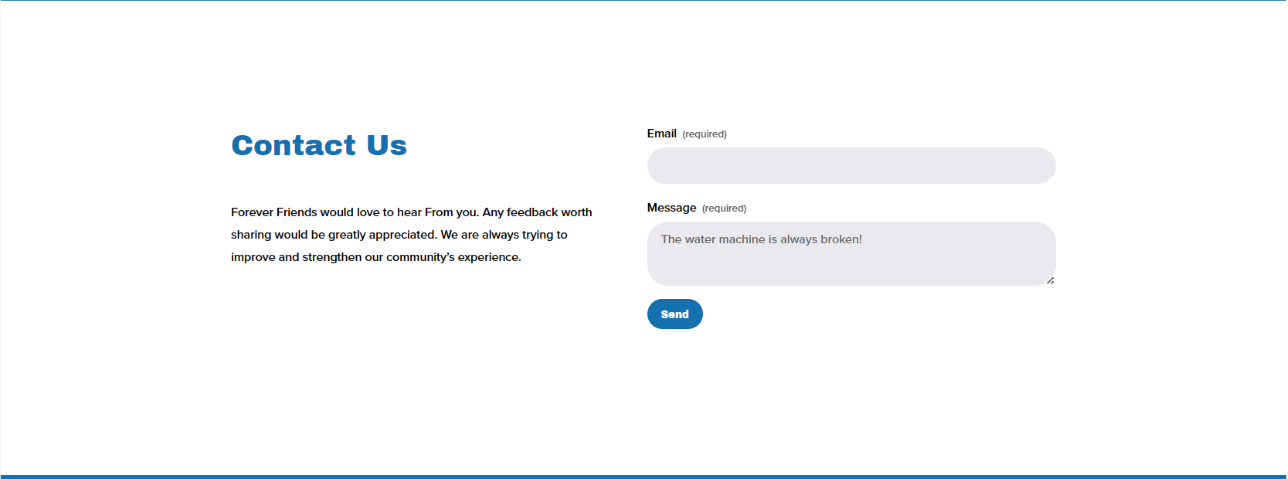 Contact Us
Forever Friends would love to hear From you. Any feedback worth
sharing would be greatly appreciated. We are always trying to
improve and strengthen our community’s experience.
Email (required)
Message (required)
The water machine is always broken!
Send